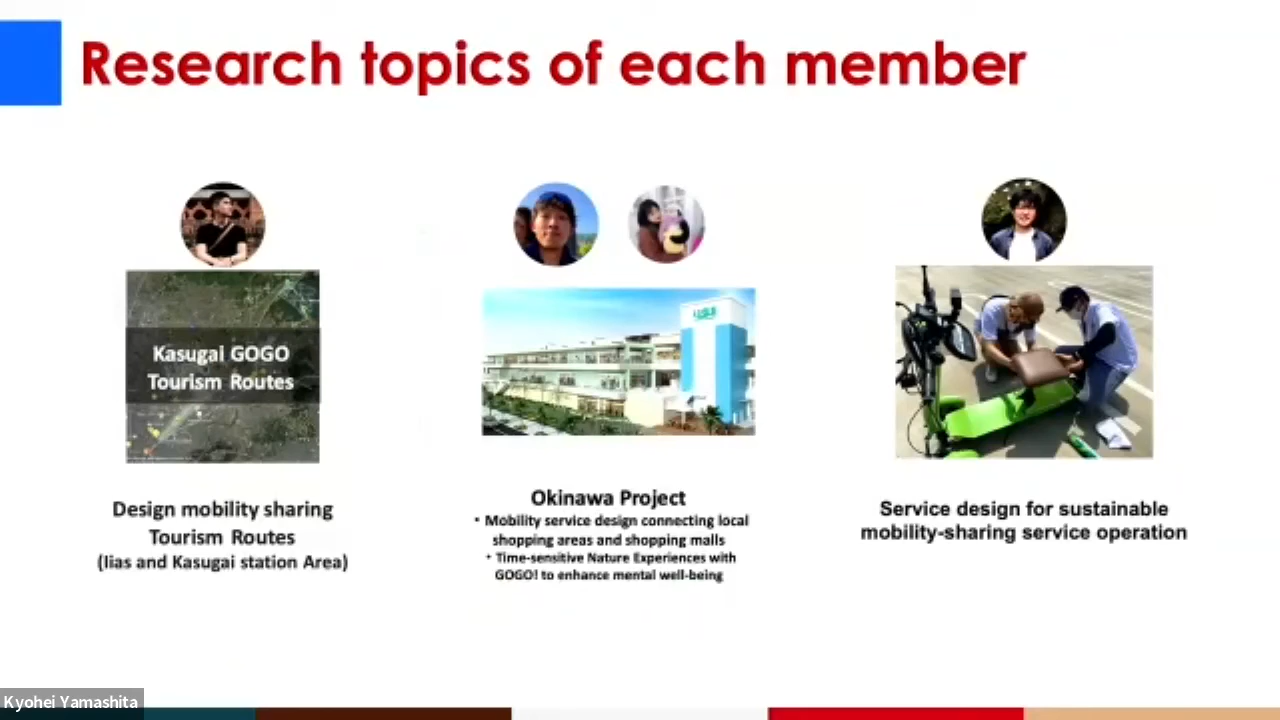 Research topics of each member
Kasugai GOGO
Tourism Routes
Design mobility sharing
Tourism Routes
(Iias and Kasugai station Area)
Okinawa Project
• Mobility service design connecting local
shopping areas and shopping malls
• Time-sensitive Nature Experiences with
GOGO! to enhance mental well-being
Service design for sustainable
mobility-sharing service operation
Kyohei Yamashita